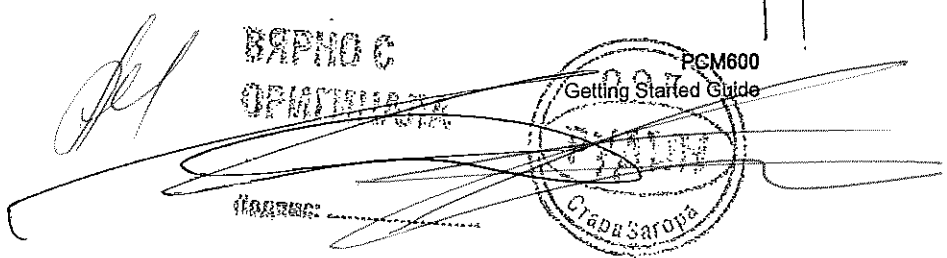 ВЯРНО С
ОРИГИНАЛА
PCM600
Getting Started Guide
Подпис:
Стара Загора